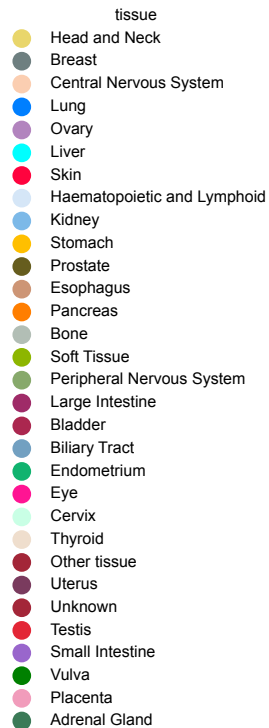 tissue
Head and Neck
Breast
Central Nervous System
Lung
Ovary
Liver
Skin
Haematopoietic and Lymphoid
Kidney
Stomach
Prostate
Esophagus
Pancreas
Bone
Soft Tissue
Peripheral Nervous System
Large Intestine
Bladder
Biliary Tract
Endometrium
Eye
Cervix
Thyroid
Other tissue
Uterus
Unknown
Testis
Small Intestine
Vulva
Placenta
Adrenal Gland